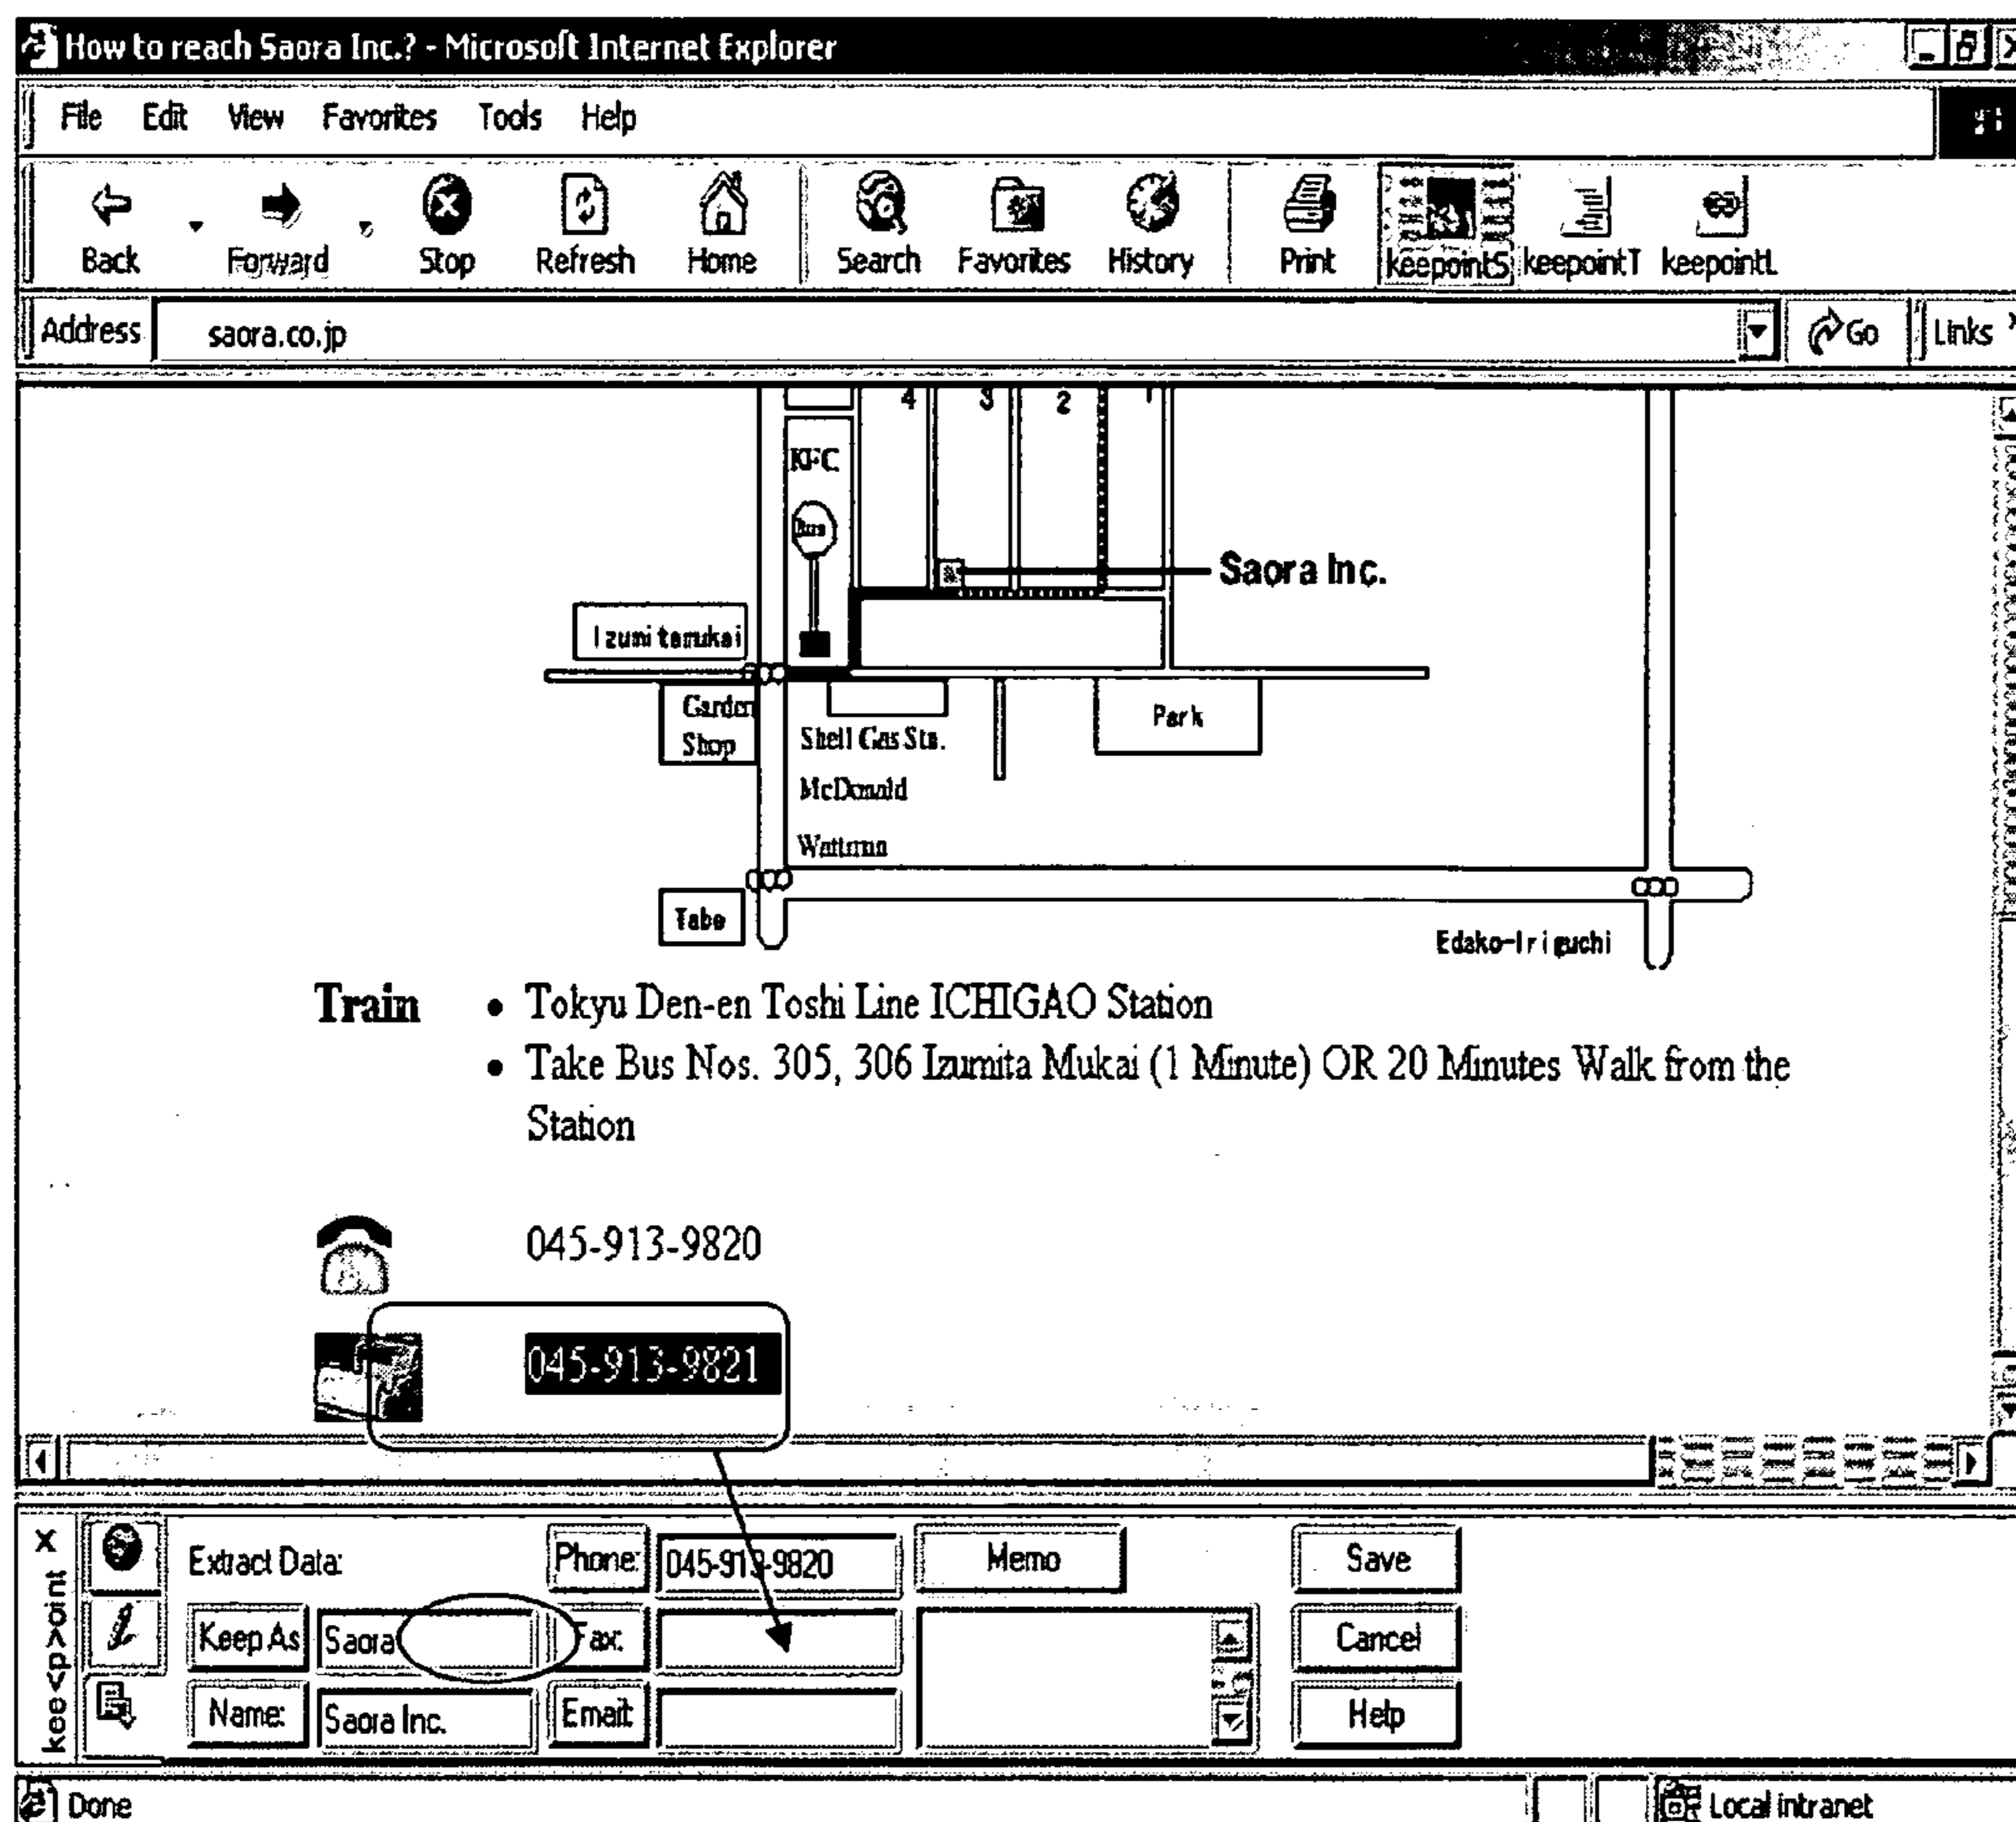 How to reach Saora Inc.? - Microsoft Internet Explorer
File Edit View Favorites Tools Help
Back Forward Stop Refresh Home Search Favorites History Print keepointS keepointT keepointL
Address saora.co.jp Go Links
4 3 2 1
KFC
Bus
Saora Inc.
Izumi tamukai
Garden
Shop
Shell Gas Sta.
Park
McDonald
Tabe
Edako-Iriguchi
Train • Tokyu Den-en Toshi Line ICHIGAO Station
• Take Bus Nos. 305, 306 Izumita Mukai (1 Minute) OR 20 Minutes Walk from the
Station
045-913-9820
045-913-9821
kee<p>oint
Extract Data: Phone: 045-913-9820 Memo Save
Keep As Saora Fax: Cancel
Name: Saora Inc. Email: Help
Done Local intranet